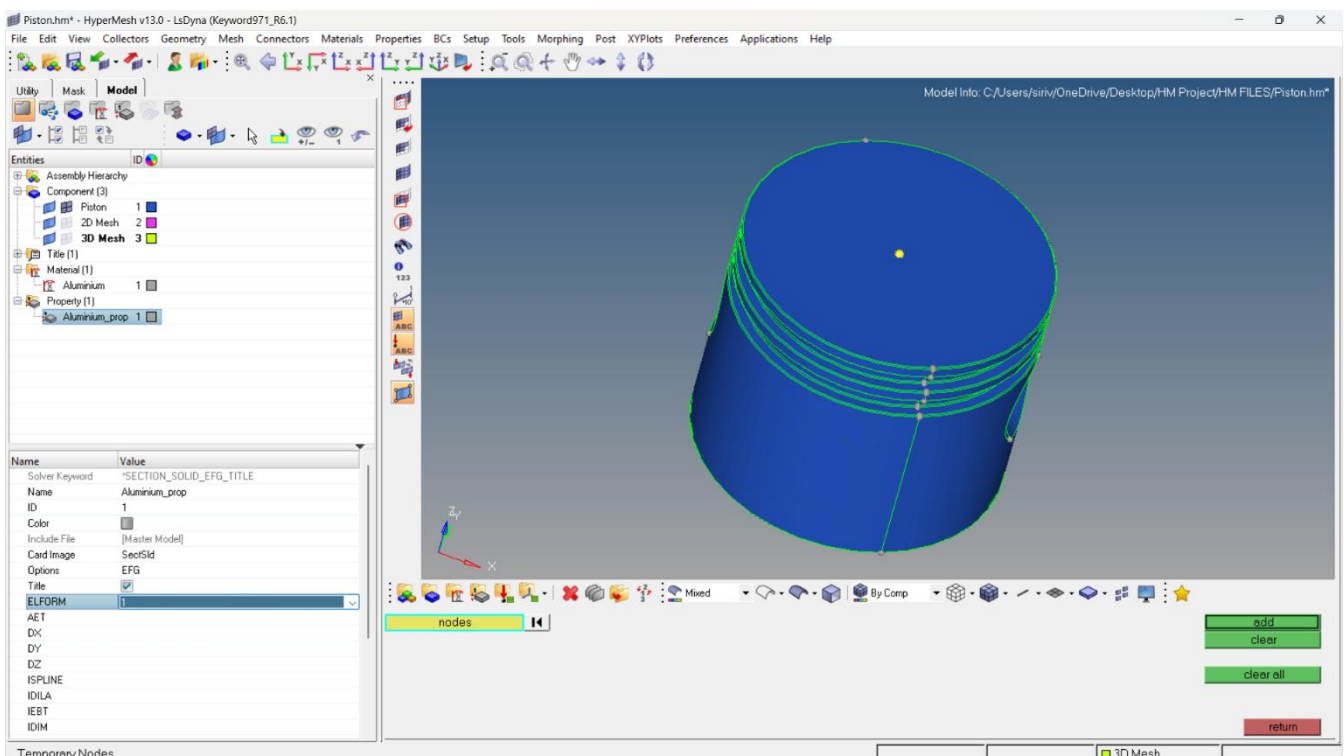 Piston.hm* - HyperMesh v13.0 - LsDyna (Keyword971_R6.1)
File Edit View Collectors Geometry Mesh Connectors Materials Properties BCs Setup Tools Morphing Post XYPlots Preferences Applications Help
Utility Mask Model
Model Info: C:/Users/siriv/OneDrive/Desktop/HM Project/HM FILES/Piston.hm*
Entities ID
Assembly Hierarchy
Component (3)
Piston 1
2D Mesh 2
3D Mesh 3
Title (1)
Material (1)
Aluminium 1
Property (1)
Aluminium_prop 1
123
ABC
ABC
Name Value
Solver Keyword *SECTION_SOLID_EFG_TITLE
Name Aluminium_prop
ID 1
Color
Include File [Master Model]
Card Image SectSld
Options EFG
Title
ELFORM 1
AET
DX
DY
DZ
ISPLINE
IDILA
IEBT
IDIM
Z Y
X
Mixed By Comp
nodes
add
clear
clear all
return
Temporary Nodes
3D Mesh